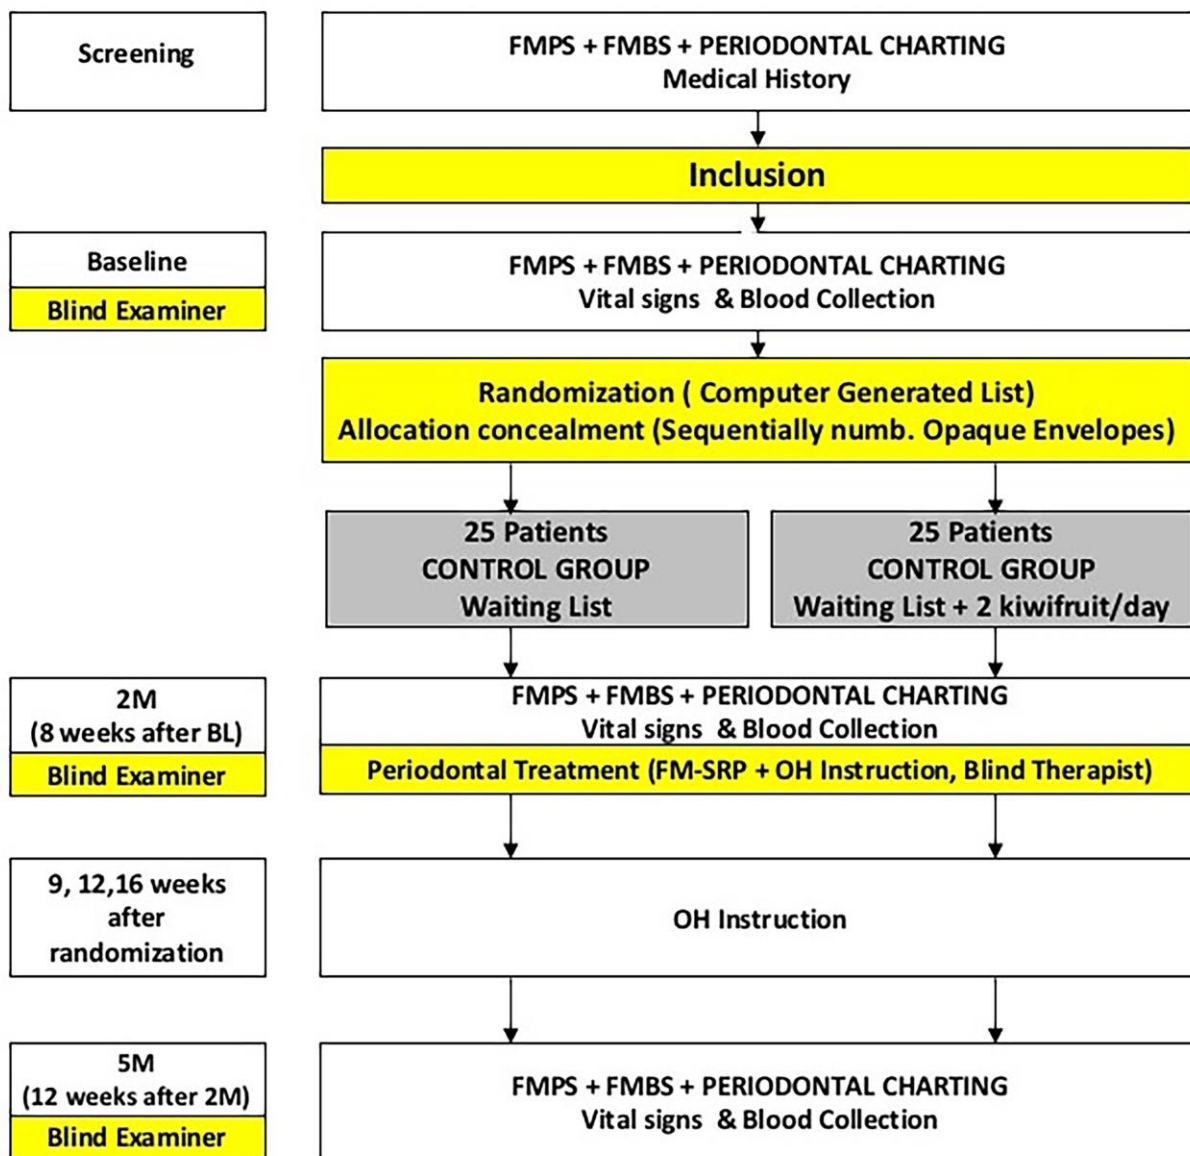 Screening
FMPS + FMBS + PERIODONTAL CHARTING
Medical History
Inclusion
Baseline
Blind Examiner
FMPS + FMBS + PERIODONTAL CHARTING
Vital signs & Blood Collection
Randomization ( Computer Generated List)
Allocation concealment (Sequentially numb. Opaque Envelopes)
25 Patients
CONTROL GROUP
Waiting List
25 Patients
CONTROL GROUP
Waiting List + 2 kiwifruit/day
2M
(8 weeks after BL)
Blind Examiner
FMPS + FMBS + PERIODONTAL CHARTING
Vital signs & Blood Collection
Periodontal Treatment (FM-SRP + OH Instruction, Blind Therapist)
9, 12,16 weeks
after
randomization
OH Instruction
5M
(12 weeks after 2M)
Blind Examiner
FMPS + FMBS + PERIODONTAL CHARTING
Vital signs & Blood Collection